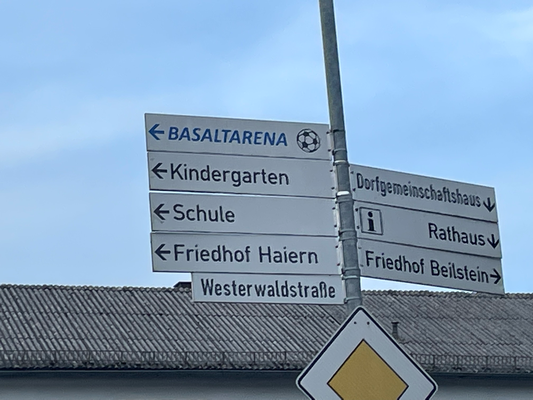 BASALTARENA
Kindergarten
Schule
Friedhof Haiern
Westerwaldstraße
Dorfgemeinschaftshaus
i Rathaus
Friedhof Beilstein